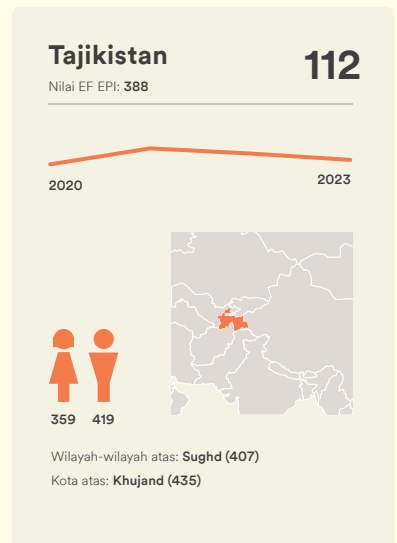 Tajikistan
112
Nilai EF EPI: 388
2020
2023
359 419
Wilayah-wilayah atas: Sughd (407)
Kota atas: Khujand (435)